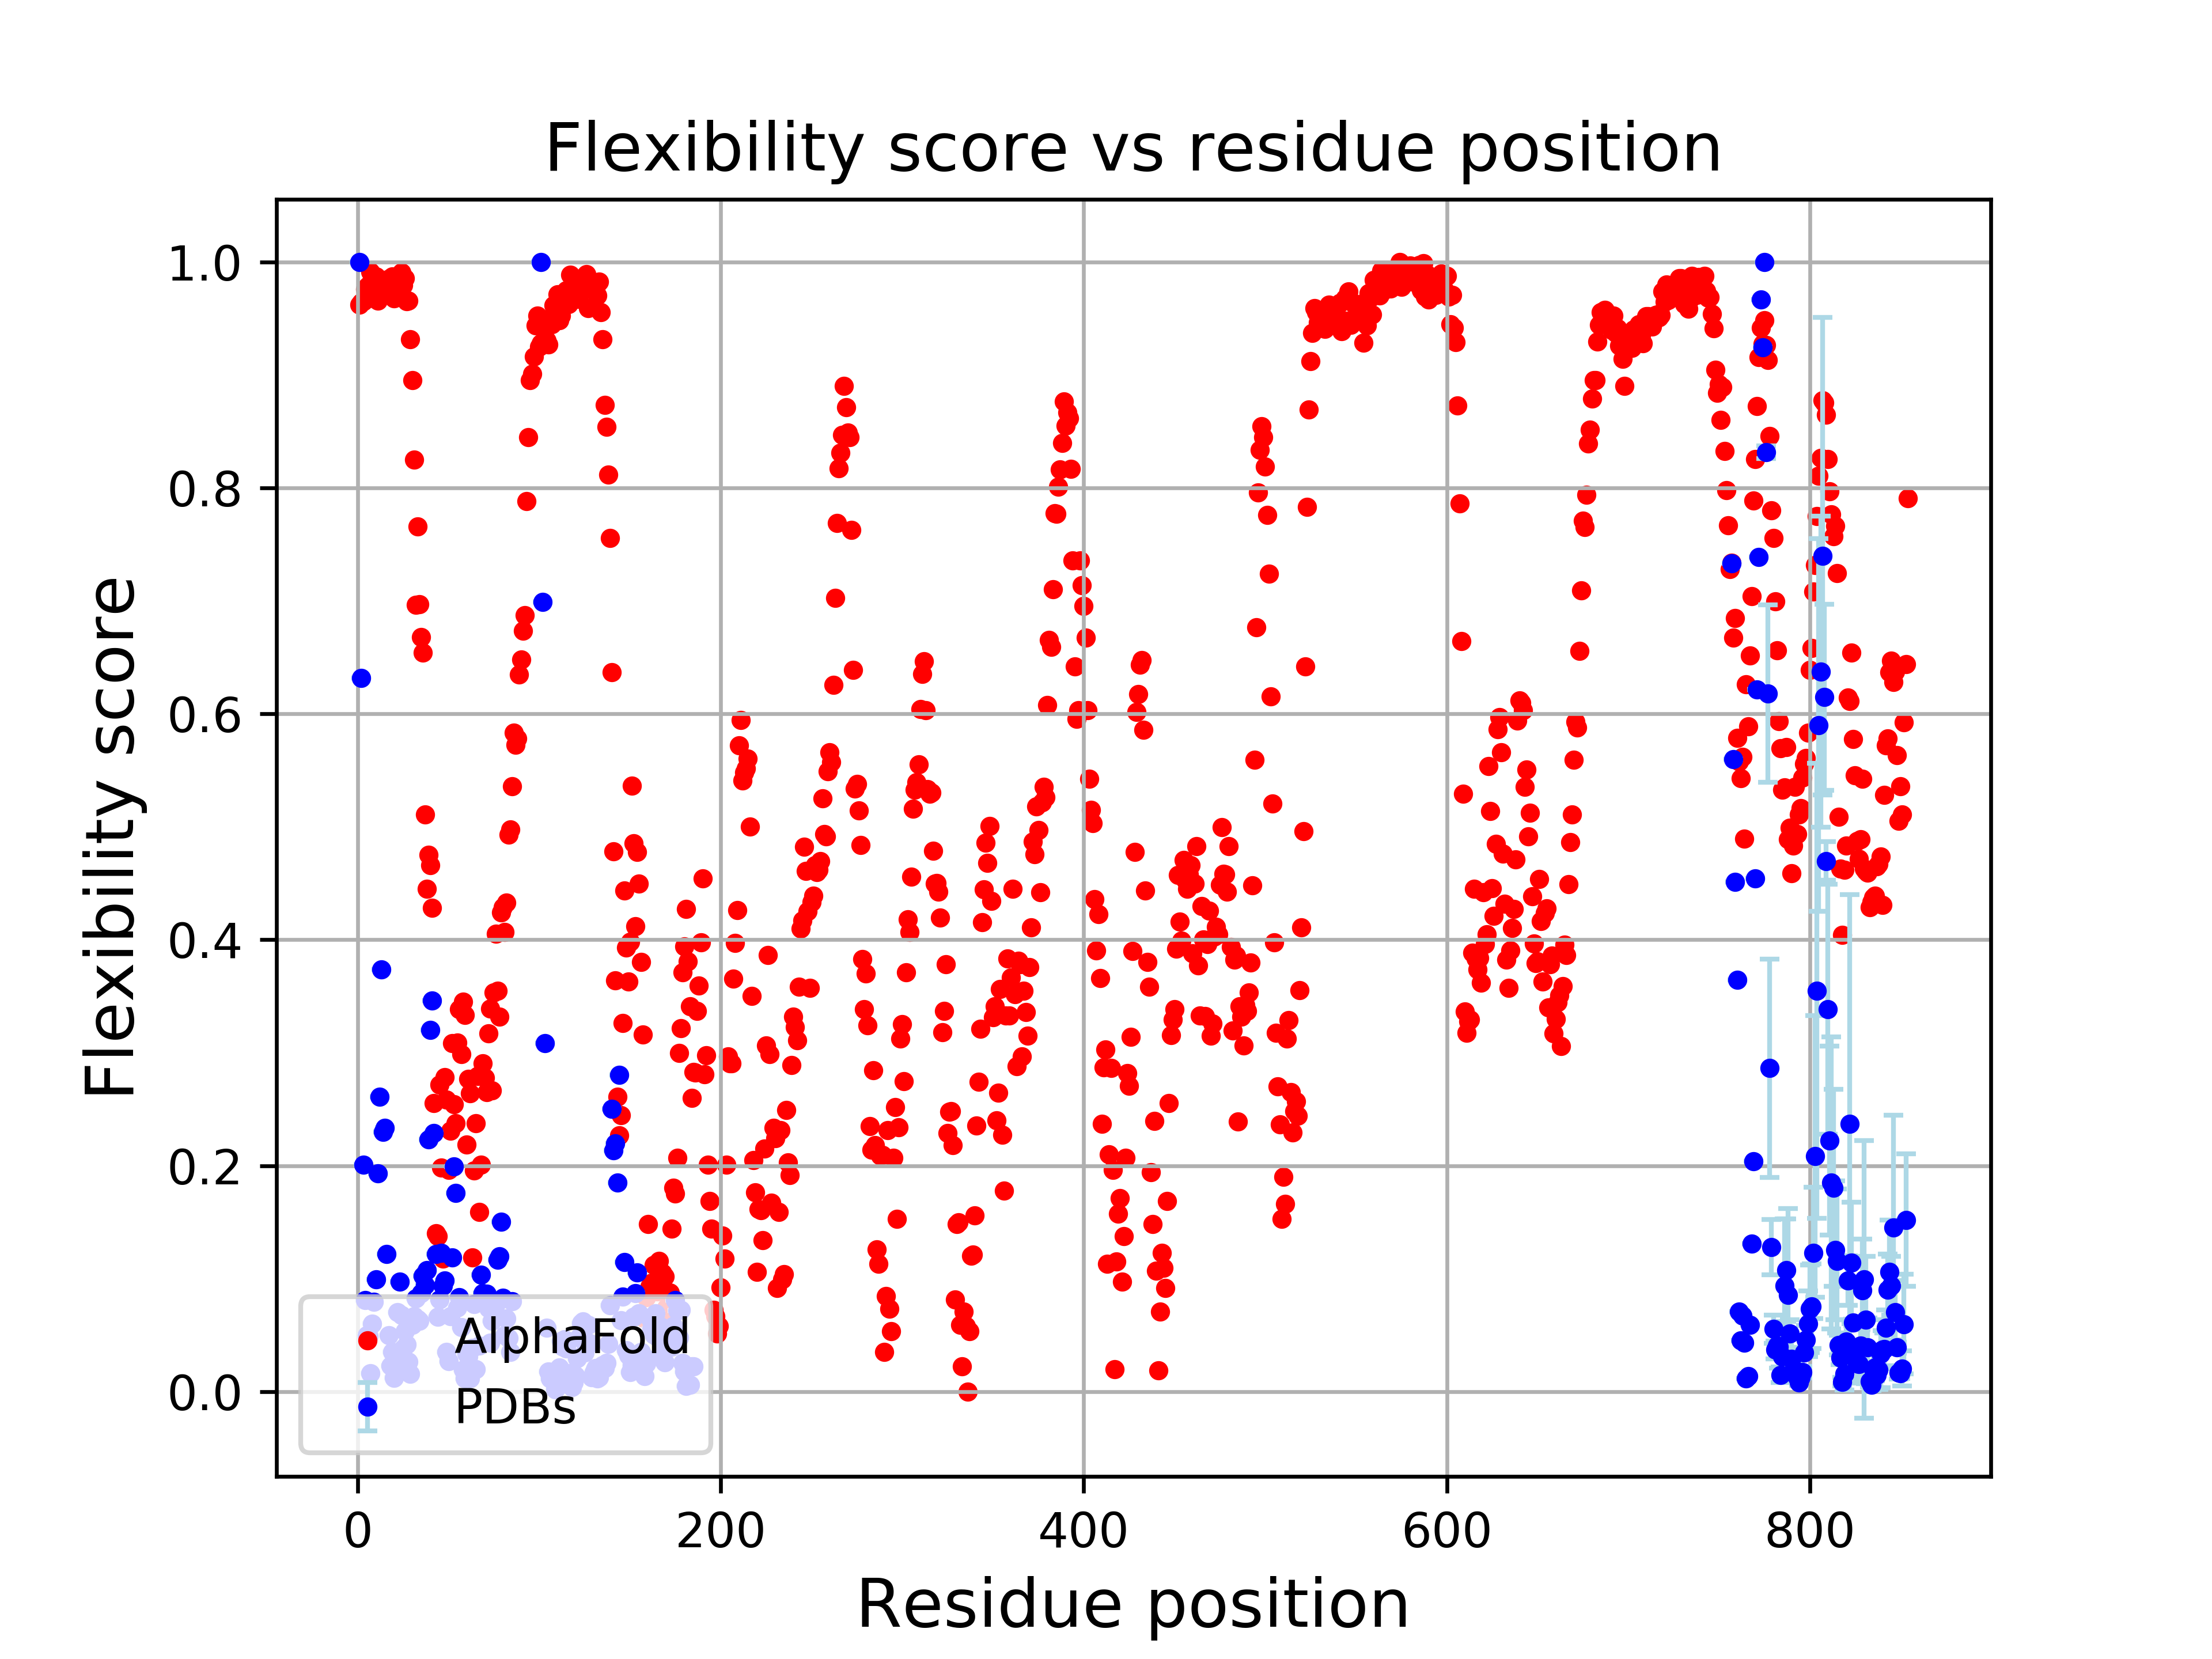 Flexibility score vs residue position
Flexibility score
1.0
0.8
0.6
0.4
0.2
0.0
AlphaFold
PDBs
0 200 400 600 800
Residue position